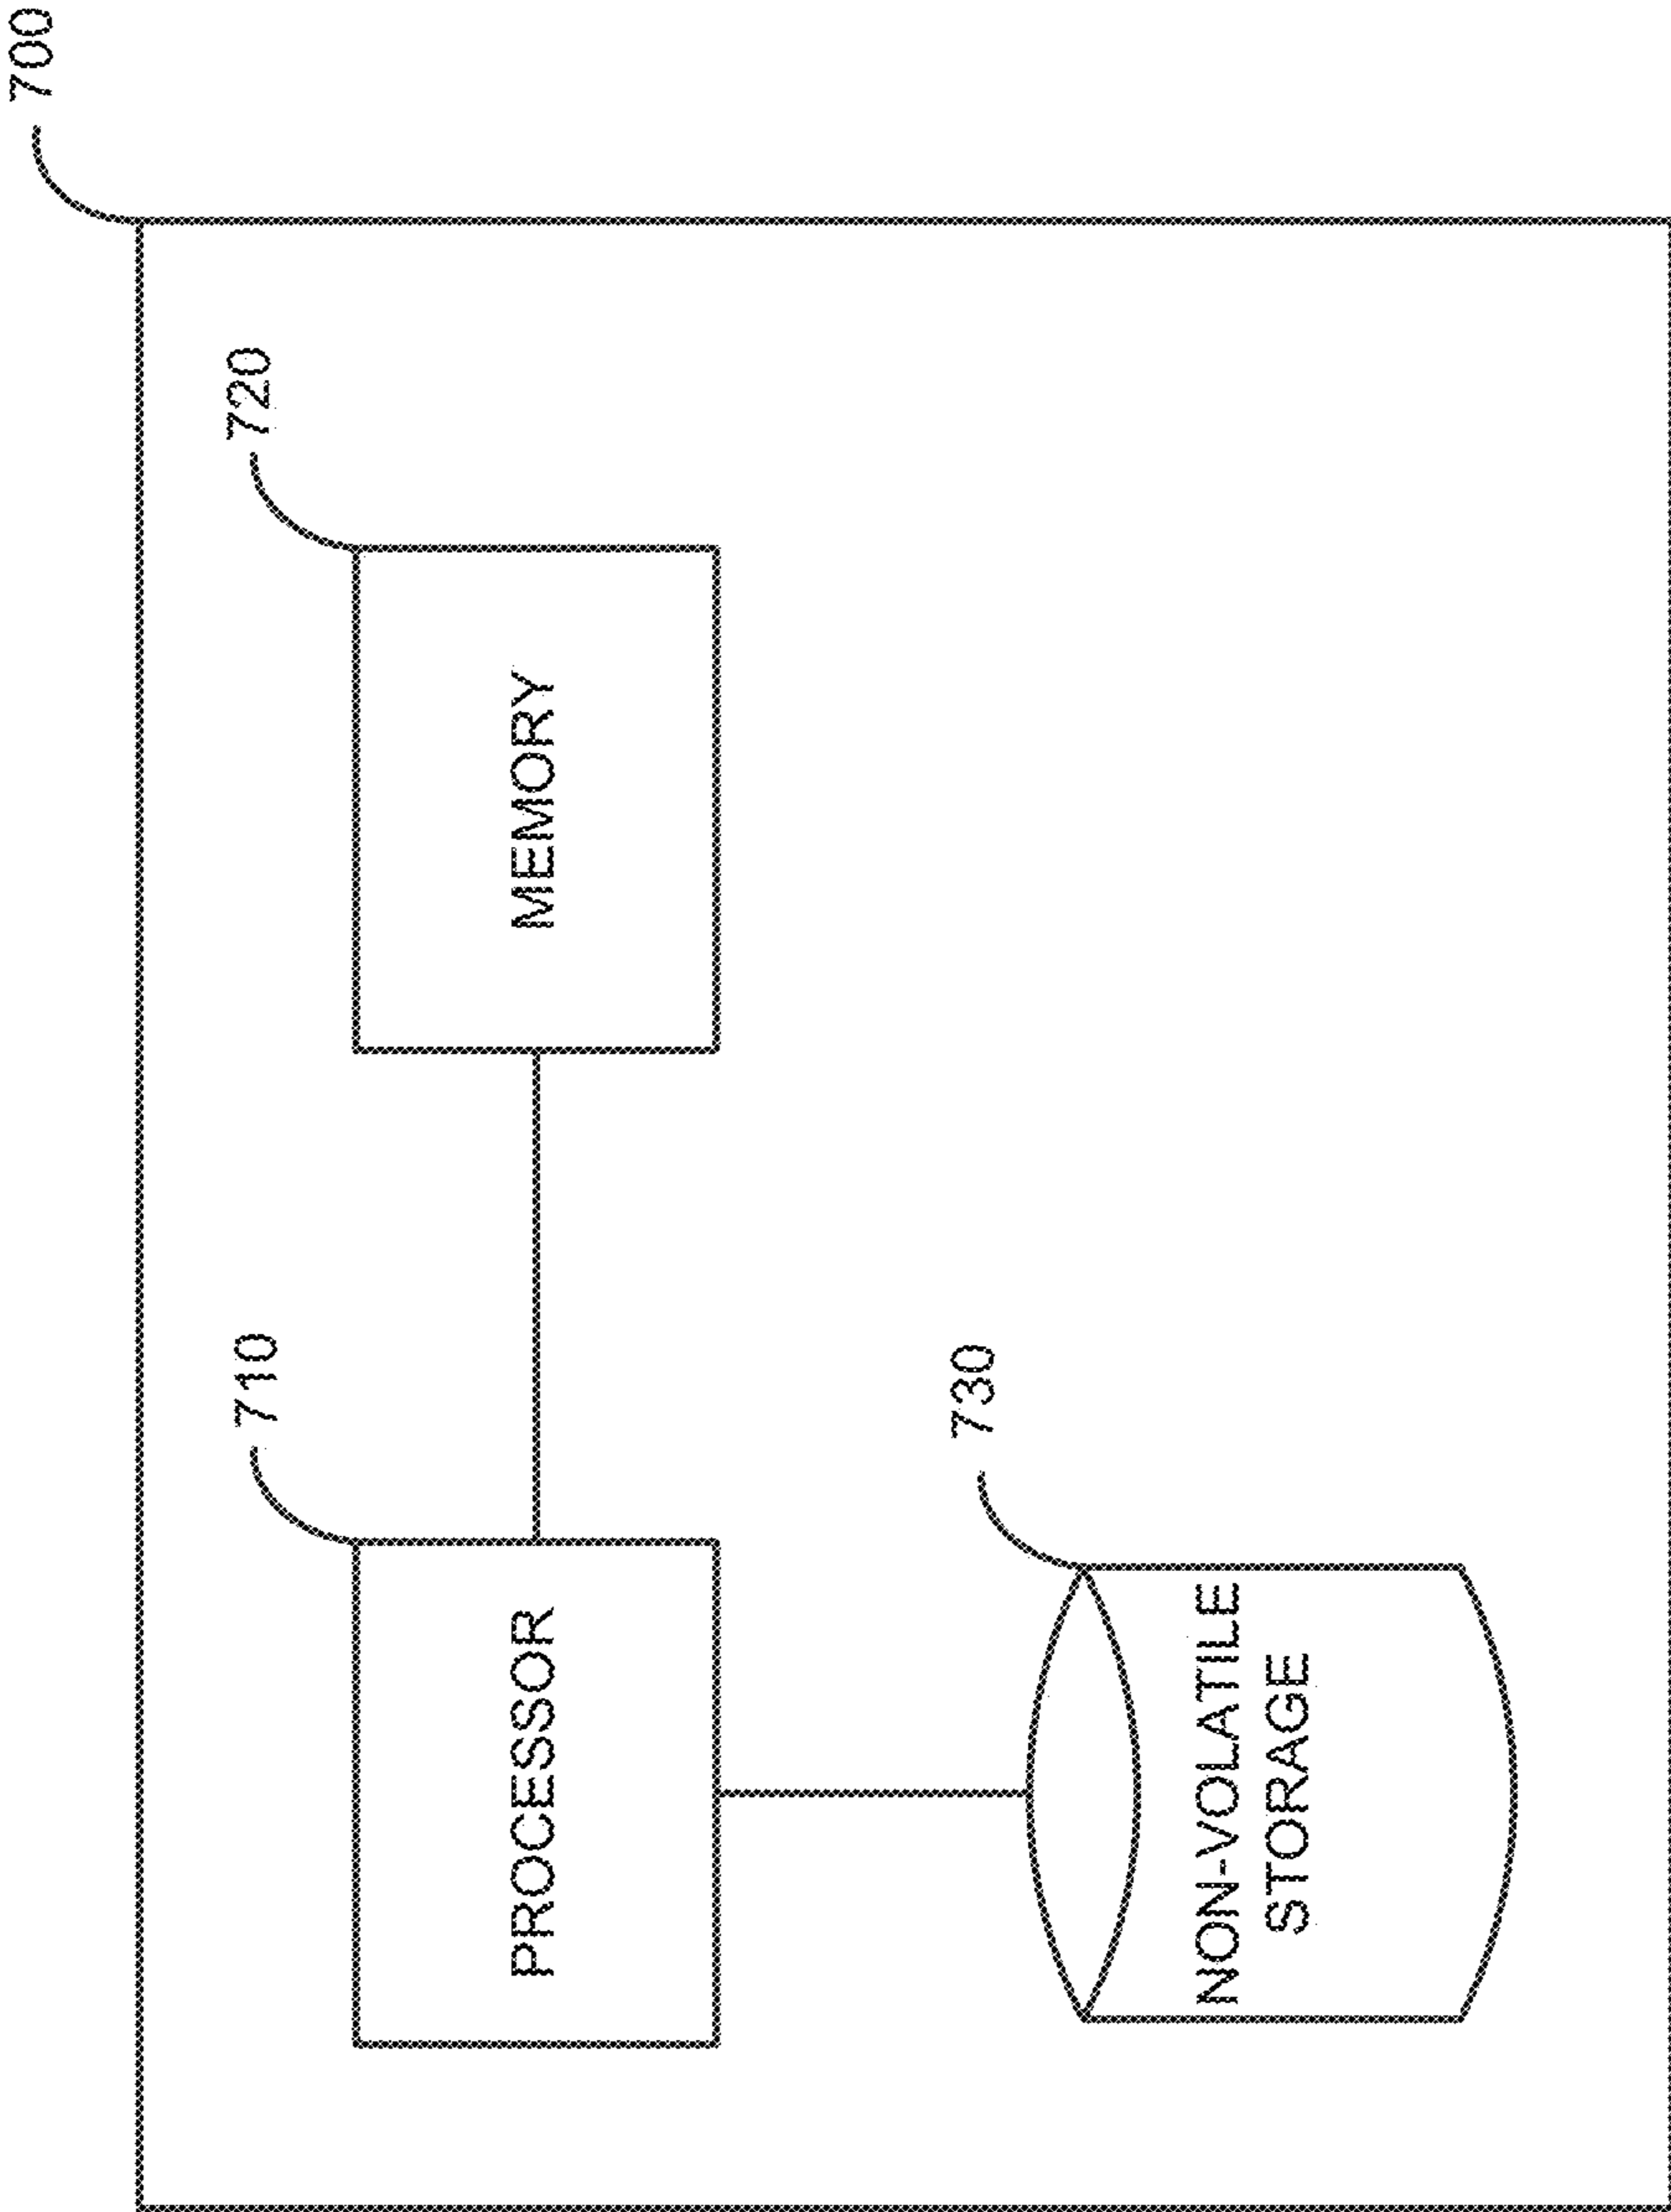 700
710
720
PROCESSOR
MEMORY
730
NON-VOLATILE
STORAGE